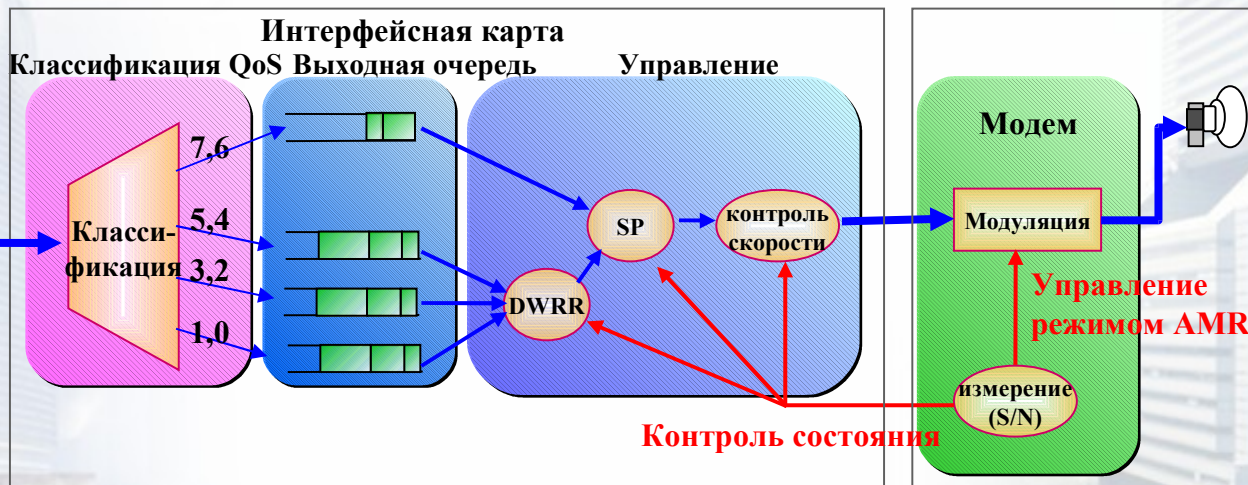 Интерфейсная карта
Классификация QoS
Выходная очередь
Управление
Класси-
фикация
7,6
5,4
3,2
1,0
SP
DWRR
контроль
скорости
Контроль состояния
Модем
Модуляция
Управление
режимом AMR
измерение
(S/N)